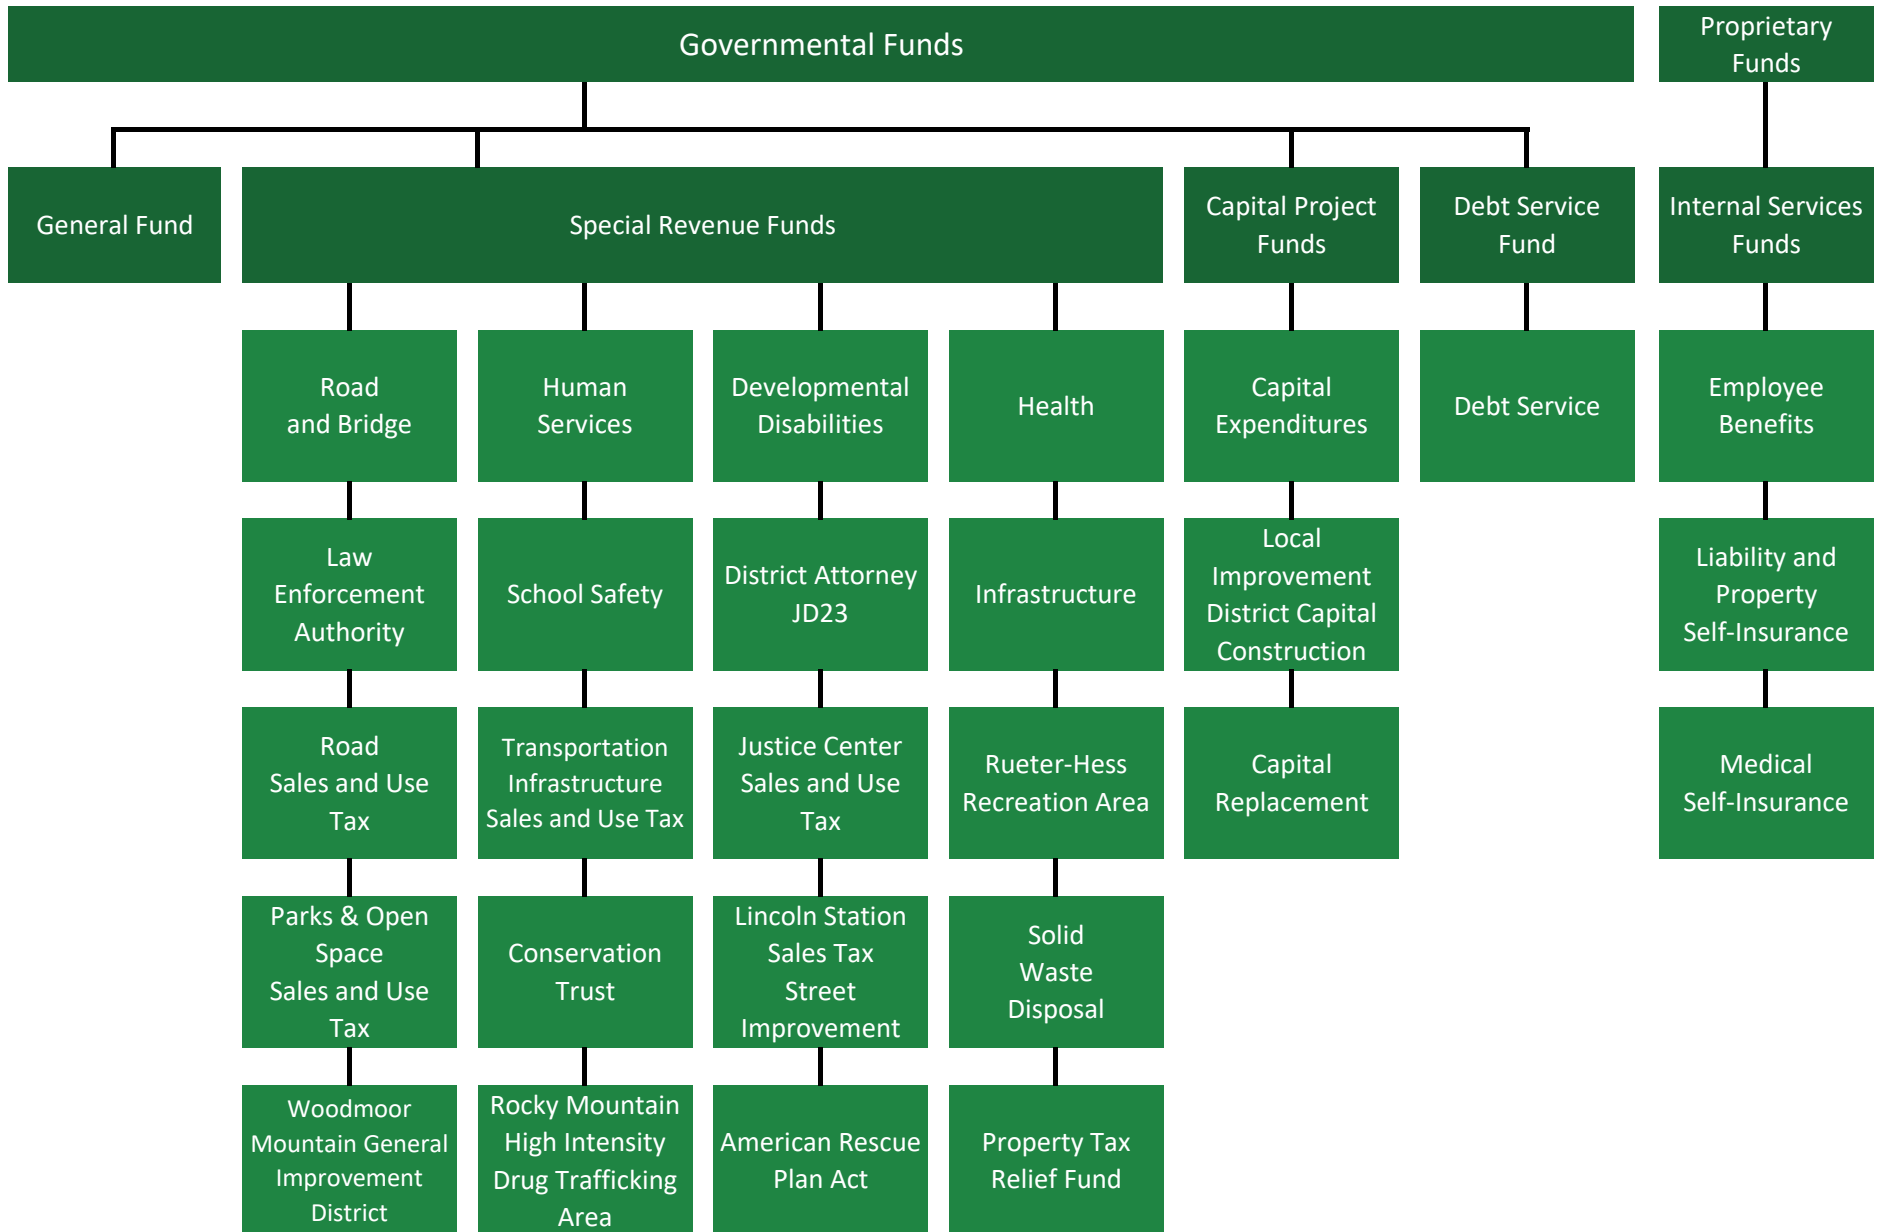 Governmental Funds
Proprietary
Funds
General Fund
Special Revenue Funds
Capital Project
Funds
Debt Service
Fund
Internal Services
Funds
Road
and Bridge
Human
Services
Developmental
Disabilities
Health
Capital
Expenditures
Debt Service
Employee
Benefits
Law
Enforcement
Authority
School Safety
District Attorney
JD23
Infrastructure
Local
Improvement
District Capital
Construction
Liability and
Property
Self-Insurance
Road
Sales and Use
Tax
Transportation
Infrastructure
Sales and Use Tax
Justice Center
Sales and Use
Tax
Rueter-Hess
Recreation Area
Capital
Replacement
Medical
Self-Insurance
Parks & Open
Space
Sales and Use
Tax
Conservation
Trust
Lincoln Station
Sales Tax
Street
Improvement
Solid
Waste
Disposal
Woodmoor
Mountain General
Improvement
District
Rocky Mountain
High Intensity
Drug Trafficking
Area
American Rescue
Plan Act
Property Tax
Relief Fund